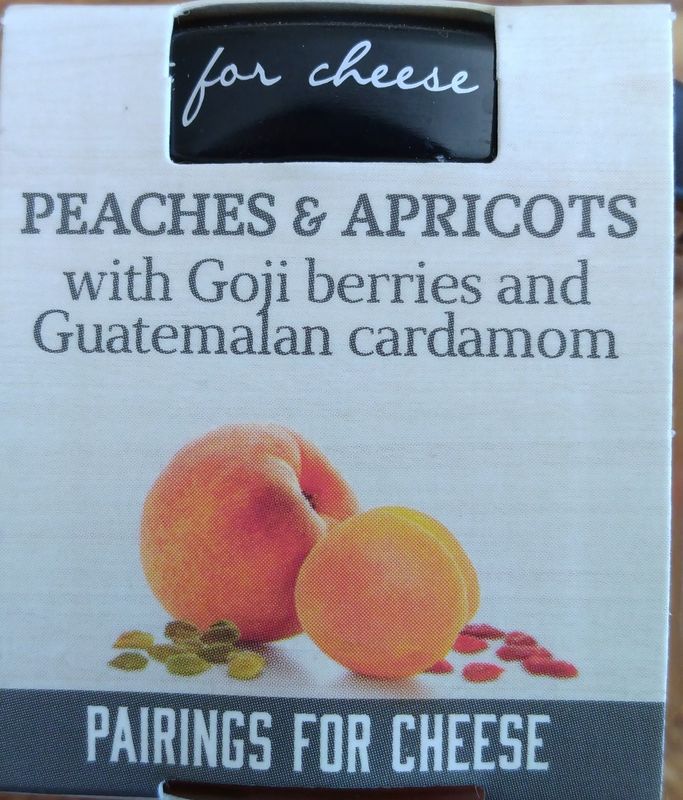 for cheese
PEACHES & APRICOTS
with Goji berries and
Guatemalan cardamom
PAIRINGS FOR CHEESE